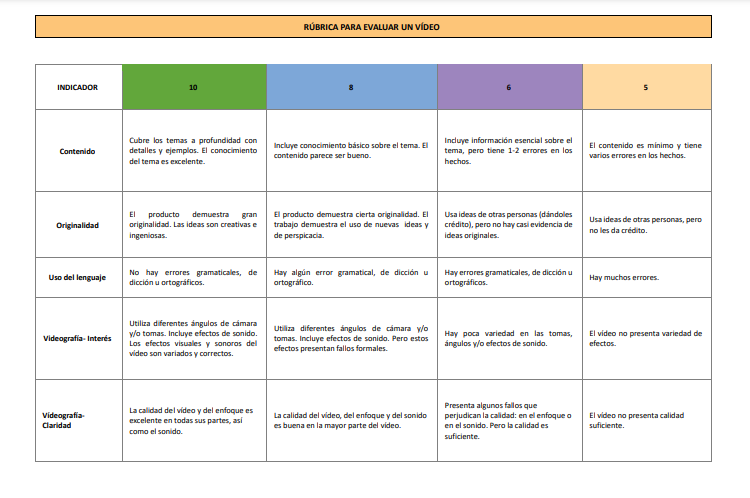 RÚBRICA PARA EVALUAR UN VÍDEO
INDICADOR
10
8
6
5
Contenido
Cubre los temas a profundidad con
detalles y ejemplos. El conocimiento
del tema es excelente.
Incluye conocimiento básico sobre el tema. El
contenido parece ser bueno.
Incluye información esencial sobre el
tema, pero tiene 1-2 errores en los
hechos.
El contenido es mínimo y tiene
varios errores en los hechos.
Originalidad
El producto demuestra gran
originalidad. Las ideas son creativas e
ingeniosas.
El producto demuestra cierta originalidad. El
trabajo demuestra el uso de nuevas ideas y
de perspicacia.
Usa ideas de otras personas (dándoles
crédito), pero no hay casi evidencia de
ideas originales.
Usa ideas de otras personas, pero
no les da crédito.
Uso del lenguaje
No hay errores gramaticales, de
dicción u ortográficos.
Hay algún error gramatical, de dicción u
ortográfico.
Hay errores gramaticales, de dicción u
ortográficos.
Hay muchos errores.
Videografía- Interés
Utiliza diferentes ángulos de cámara
y/o tomas. Incluye efectos de sonido.
Los efectos visuales y sonoros del
vídeo son variados y correctos.
Utiliza diferentes ángulos de cámara y/o
tomas. Incluye efectos de sonido. Pero estos
efectos presentan fallos formales.
Hay poca variedad en las tomas,
ángulos y/o efectos de sonido.
El vídeo no presenta variedad de
efectos.
Vídeografía-
Claridad
La calidad del vídeo y del enfoque es
excelente en todas sus partes, así
como el sonido.
La calidad del vídeo, del enfoque y del sonido
es buena en la mayor parte del vídeo.
Presenta algunos fallos que
perjudican la calidad: en el enfoque o
en el sonido. Pero la calidad es
suficiente.
El vídeo no presenta calidad
suficiente.